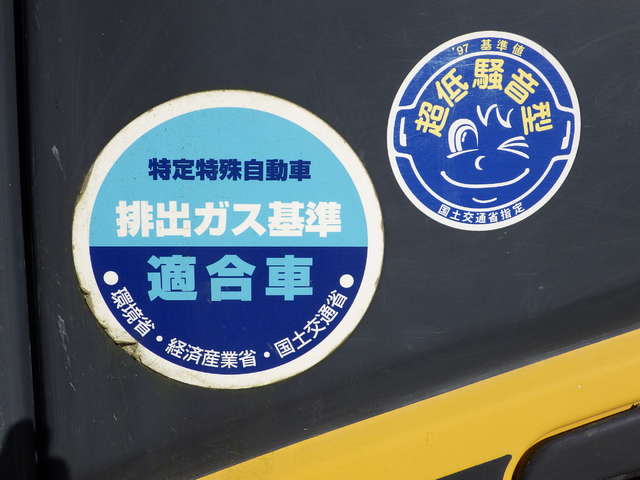 特定特殊自動車
排出ガス基準
適合車
●環境省・経済産業省・国土交通省●
'97 基準値
超低騒音型
国土交通省指定